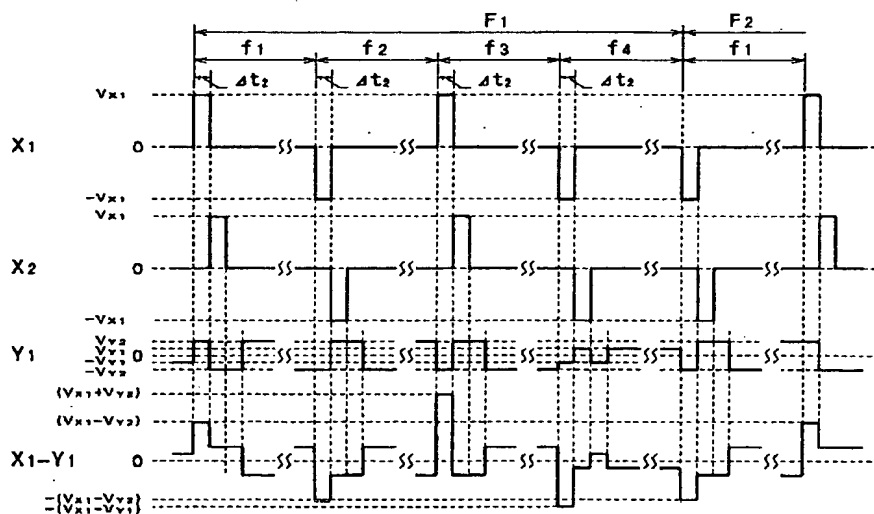 F1 F2
f1 f2 f3 f4 f1
Δt2 Δt2 Δt2 Δt2
VX1
X1 0
-VX1
VX1
X2 0
-VX1
VY2
VY1
Y1 0
-VY1
-VY2
(VX1+VY2)
(VX1-VY2)
X1-Y1 0
-(VX1-VY2)
-(VX1-VY1)